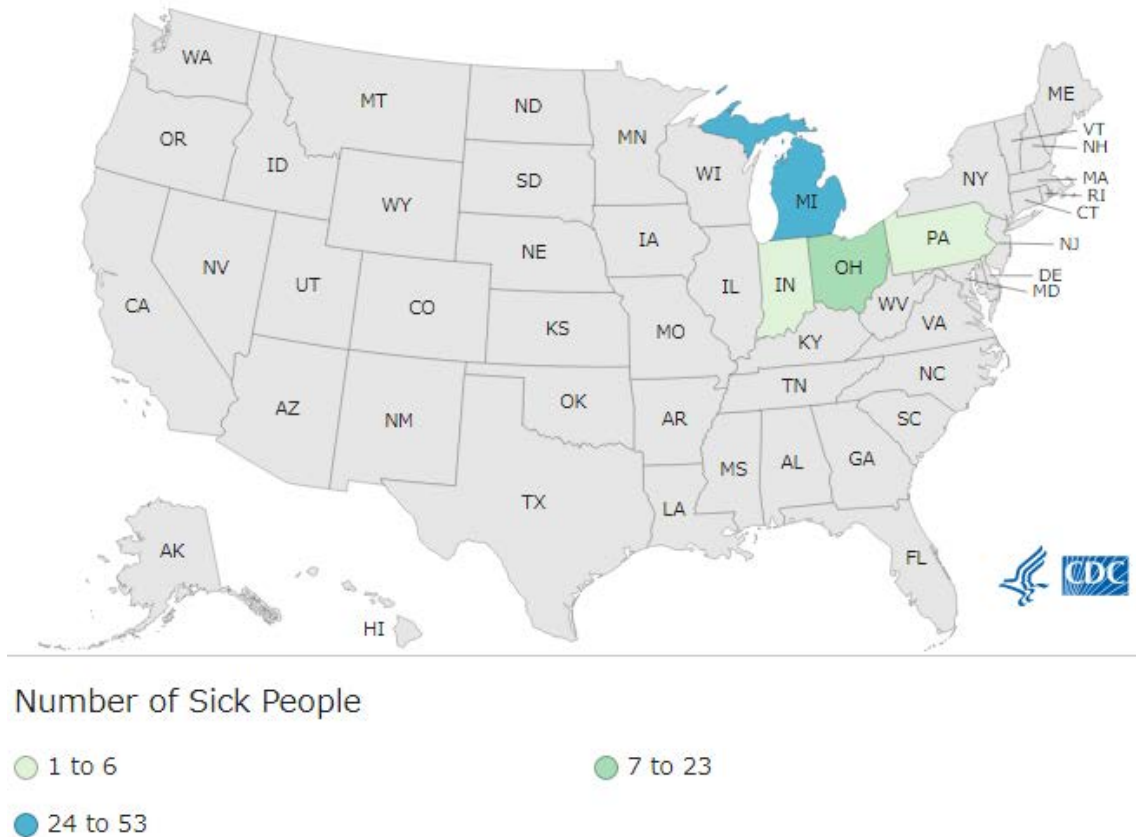 WA
MT
ND
MN
ME
VT
NH
OR
ID
SD
WI
MI
NY
MA
RI
CT
WY
IA
PA
NJ
NE
OH
DE
MD
NV
UT
CO
IL
IN
WV
CA
KS
MO
KY
VA
AZ
NM
OK
AR
TN
NC
SC
MS
AL
GA
TX
LA
AK
FL
CDC
HI
Number of Sick People
1 to 6
7 to 23
24 to 53